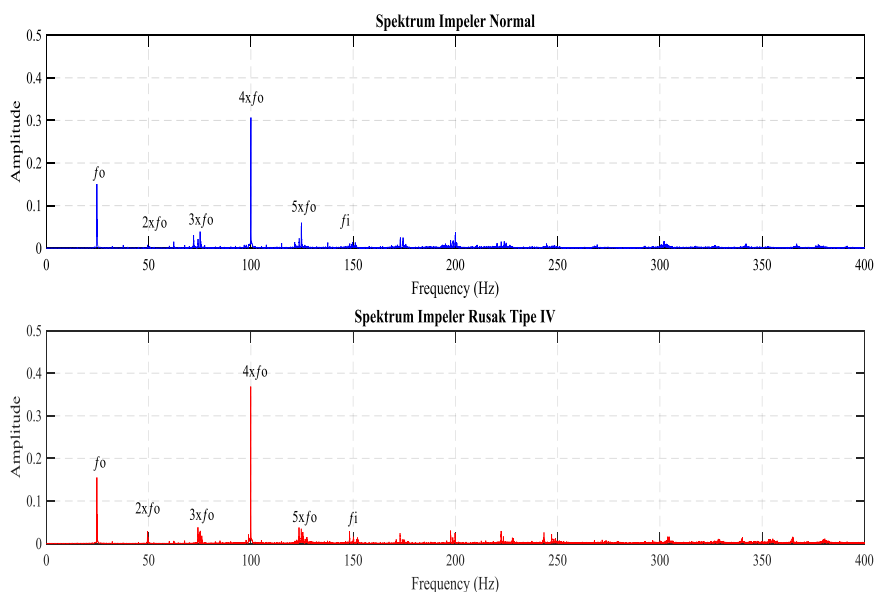 Spektrum Impeler Normal
0.5
0.4
0.3
0.2
0.1
0
Amplitude
fo
2xfo
3xfo
4xfo
5xfo
fi
0 50 100 150 200 250 300 350 400
Frequency (Hz)
Spektrum Impeler Rusak Tipe IV
0.5
0.4
0.3
0.2
0.1
0
Amplitude
fo
2xfo
3xfo
4xfo
5xfo
fi
0 50 100 150 200 250 300 350 400
Frequency (Hz)